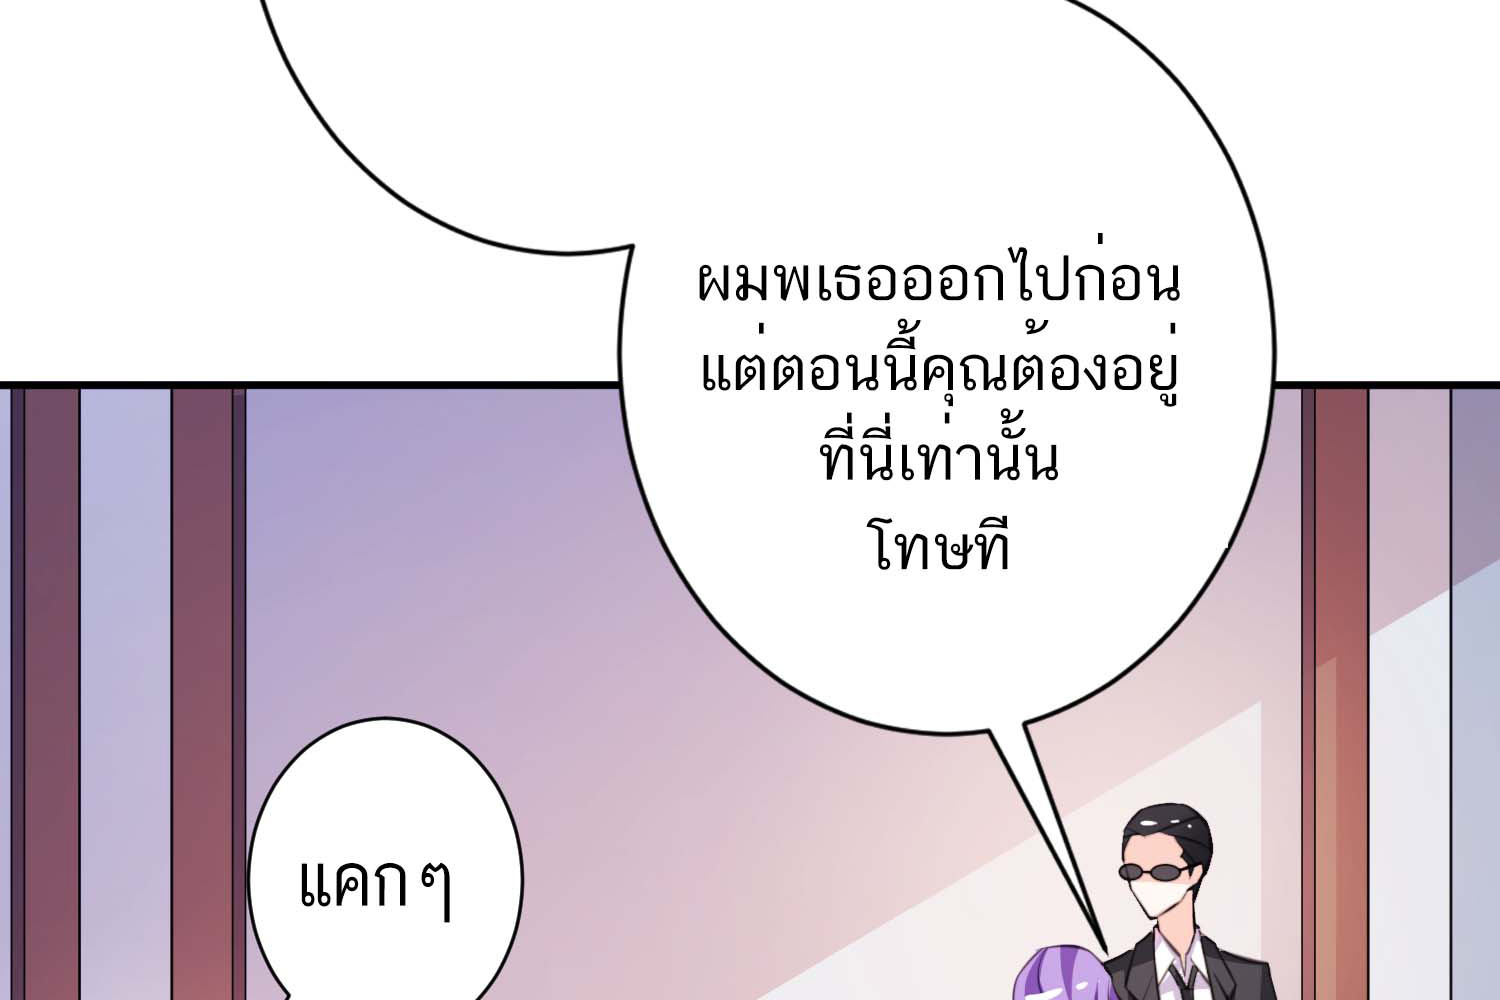 ผมพเธอออกไปก่อน
แต่ตอนนี้คุณต้องอยู่
ที่นี่เท่านั้น
โทษที
แคกๆ